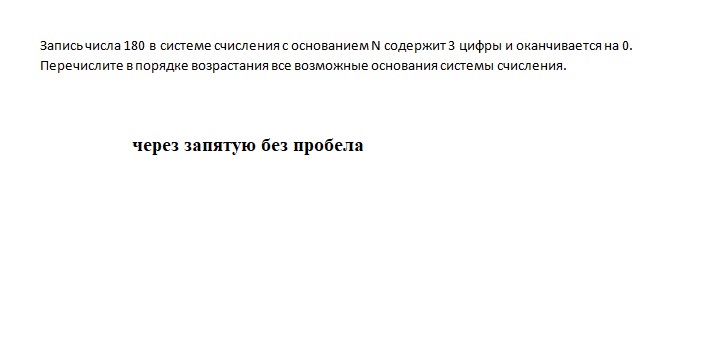 Запись числа 180 в системе счисления с основанием N содержит 3 цифры и оканчивается на 0.
Перечислите в порядке возрастания все возможные основания системы счисления.
через запятую без пробела